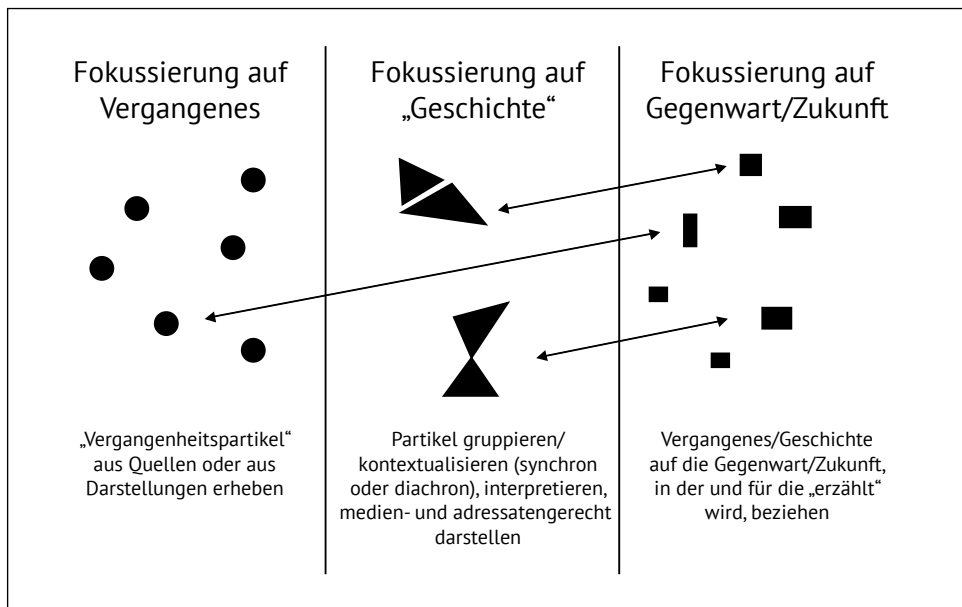 Fokussierung auf
Vergangenes
Fokussierung auf
„Geschichte“
Fokussierung auf
Gegenwart/Zukunft
„Vergangenheitspartikel“
aus Quellen oder aus
Darstellungen erheben
Partikel gruppieren/
kontextualisieren (synchron
oder diachron), interpretieren,
medien- und adressatengerecht
darstellen
Vergangenes/Geschichte
auf die Gegenwart/Zukunft,
in der und für die „erzählt“
wird, beziehen